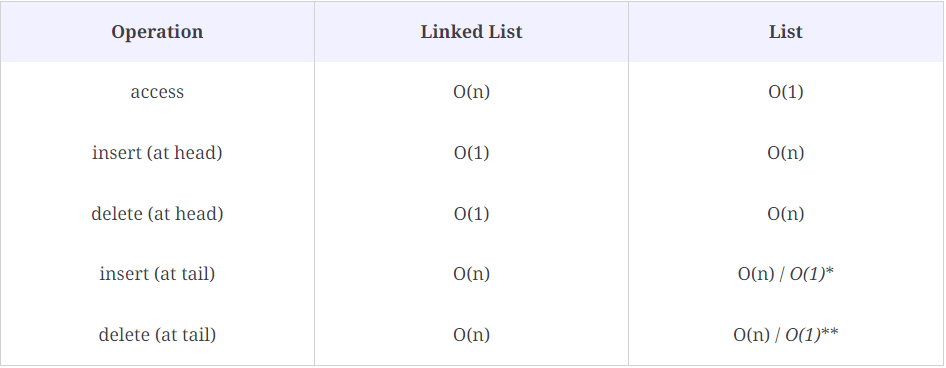 Operation Linked List List
access O(n) O(1)
insert (at head) O(1) O(n)
delete (at head) O(1) O(n)
insert (at tail) O(n) O(n) / O(1)*
delete (at tail) O(n) O(n) / O(1)**